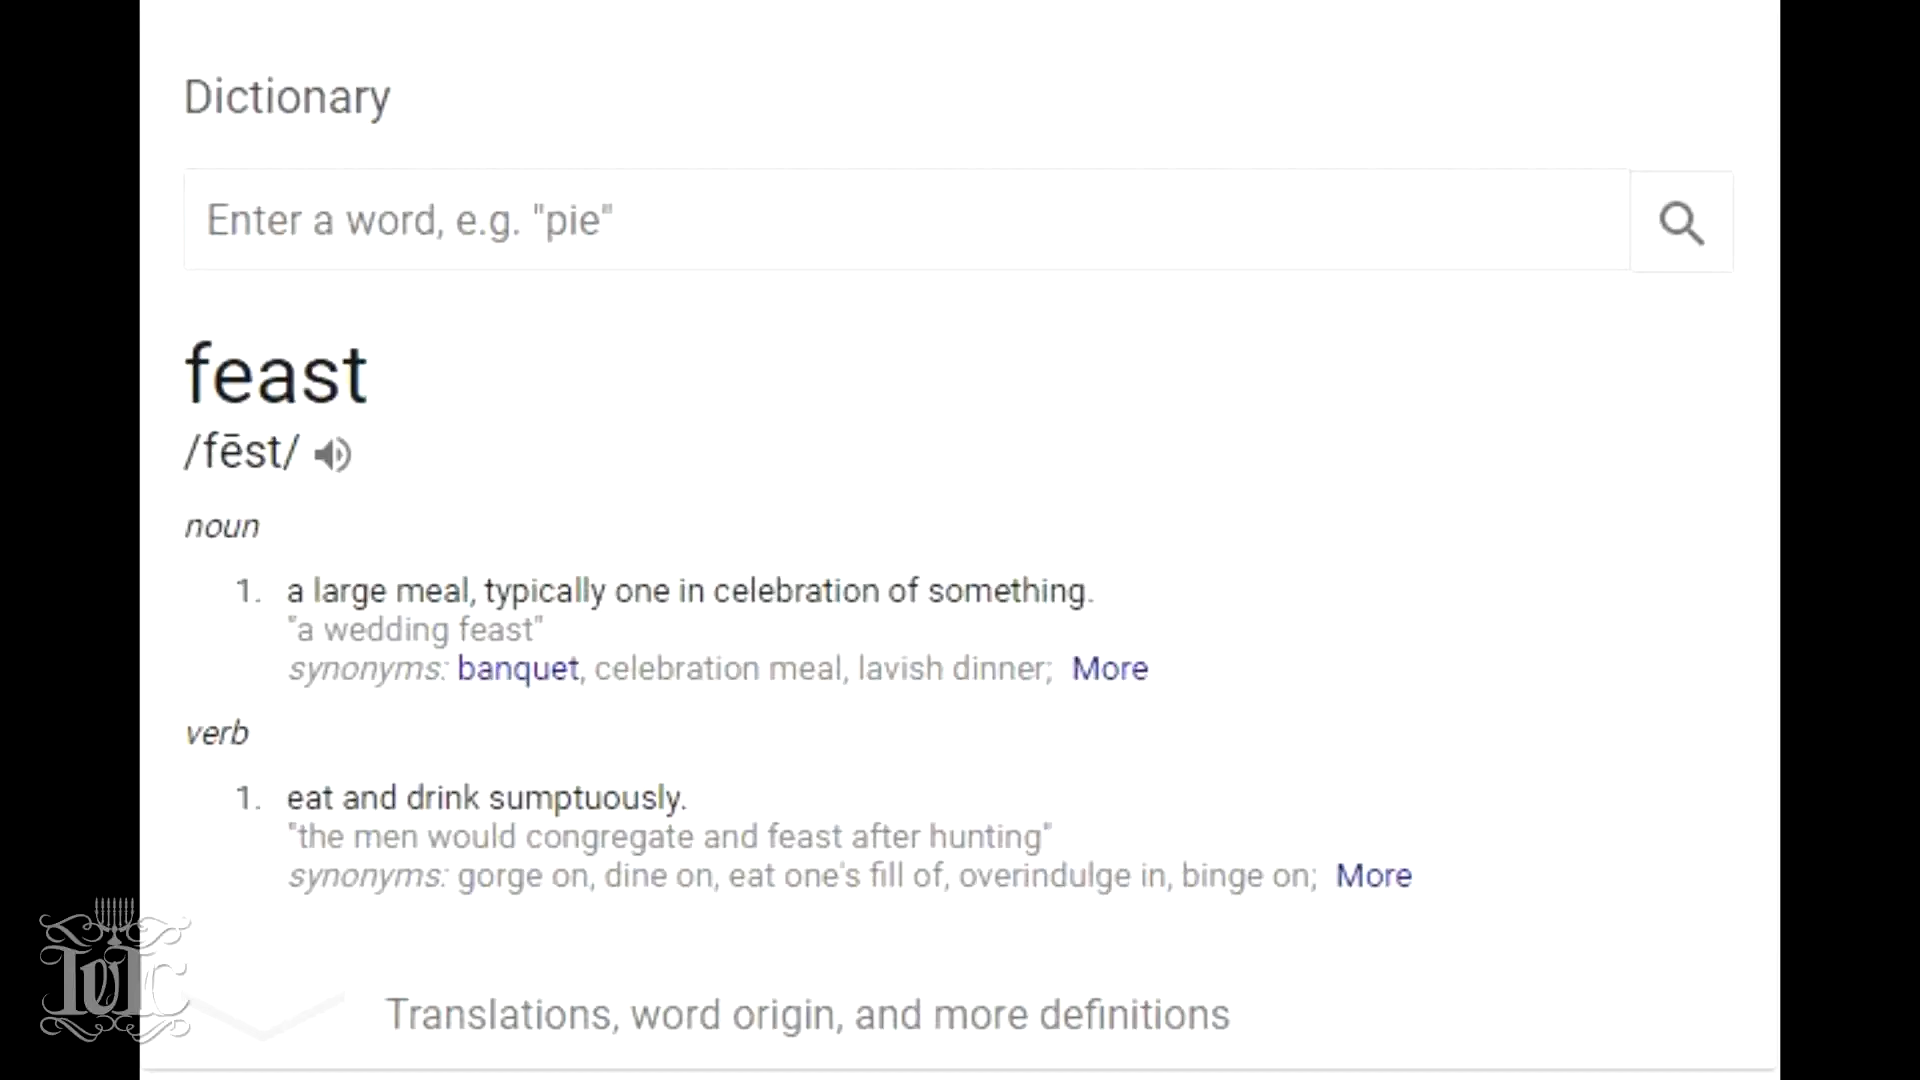 Dictionary
Enter a word, e.g. "pie"
feast
/fēst/
noun
1. a large meal, typically one in celebration of something.
"a wedding feast"
synonyms: banquet, celebration meal, lavish dinner; More
verb
1. eat and drink sumptuously.
"the men would congregate and feast after hunting"
synonyms: gorge on, dine on, eat one's fill of, overindulge in, binge on; More
IUIC
Translations, word origin, and more definitions